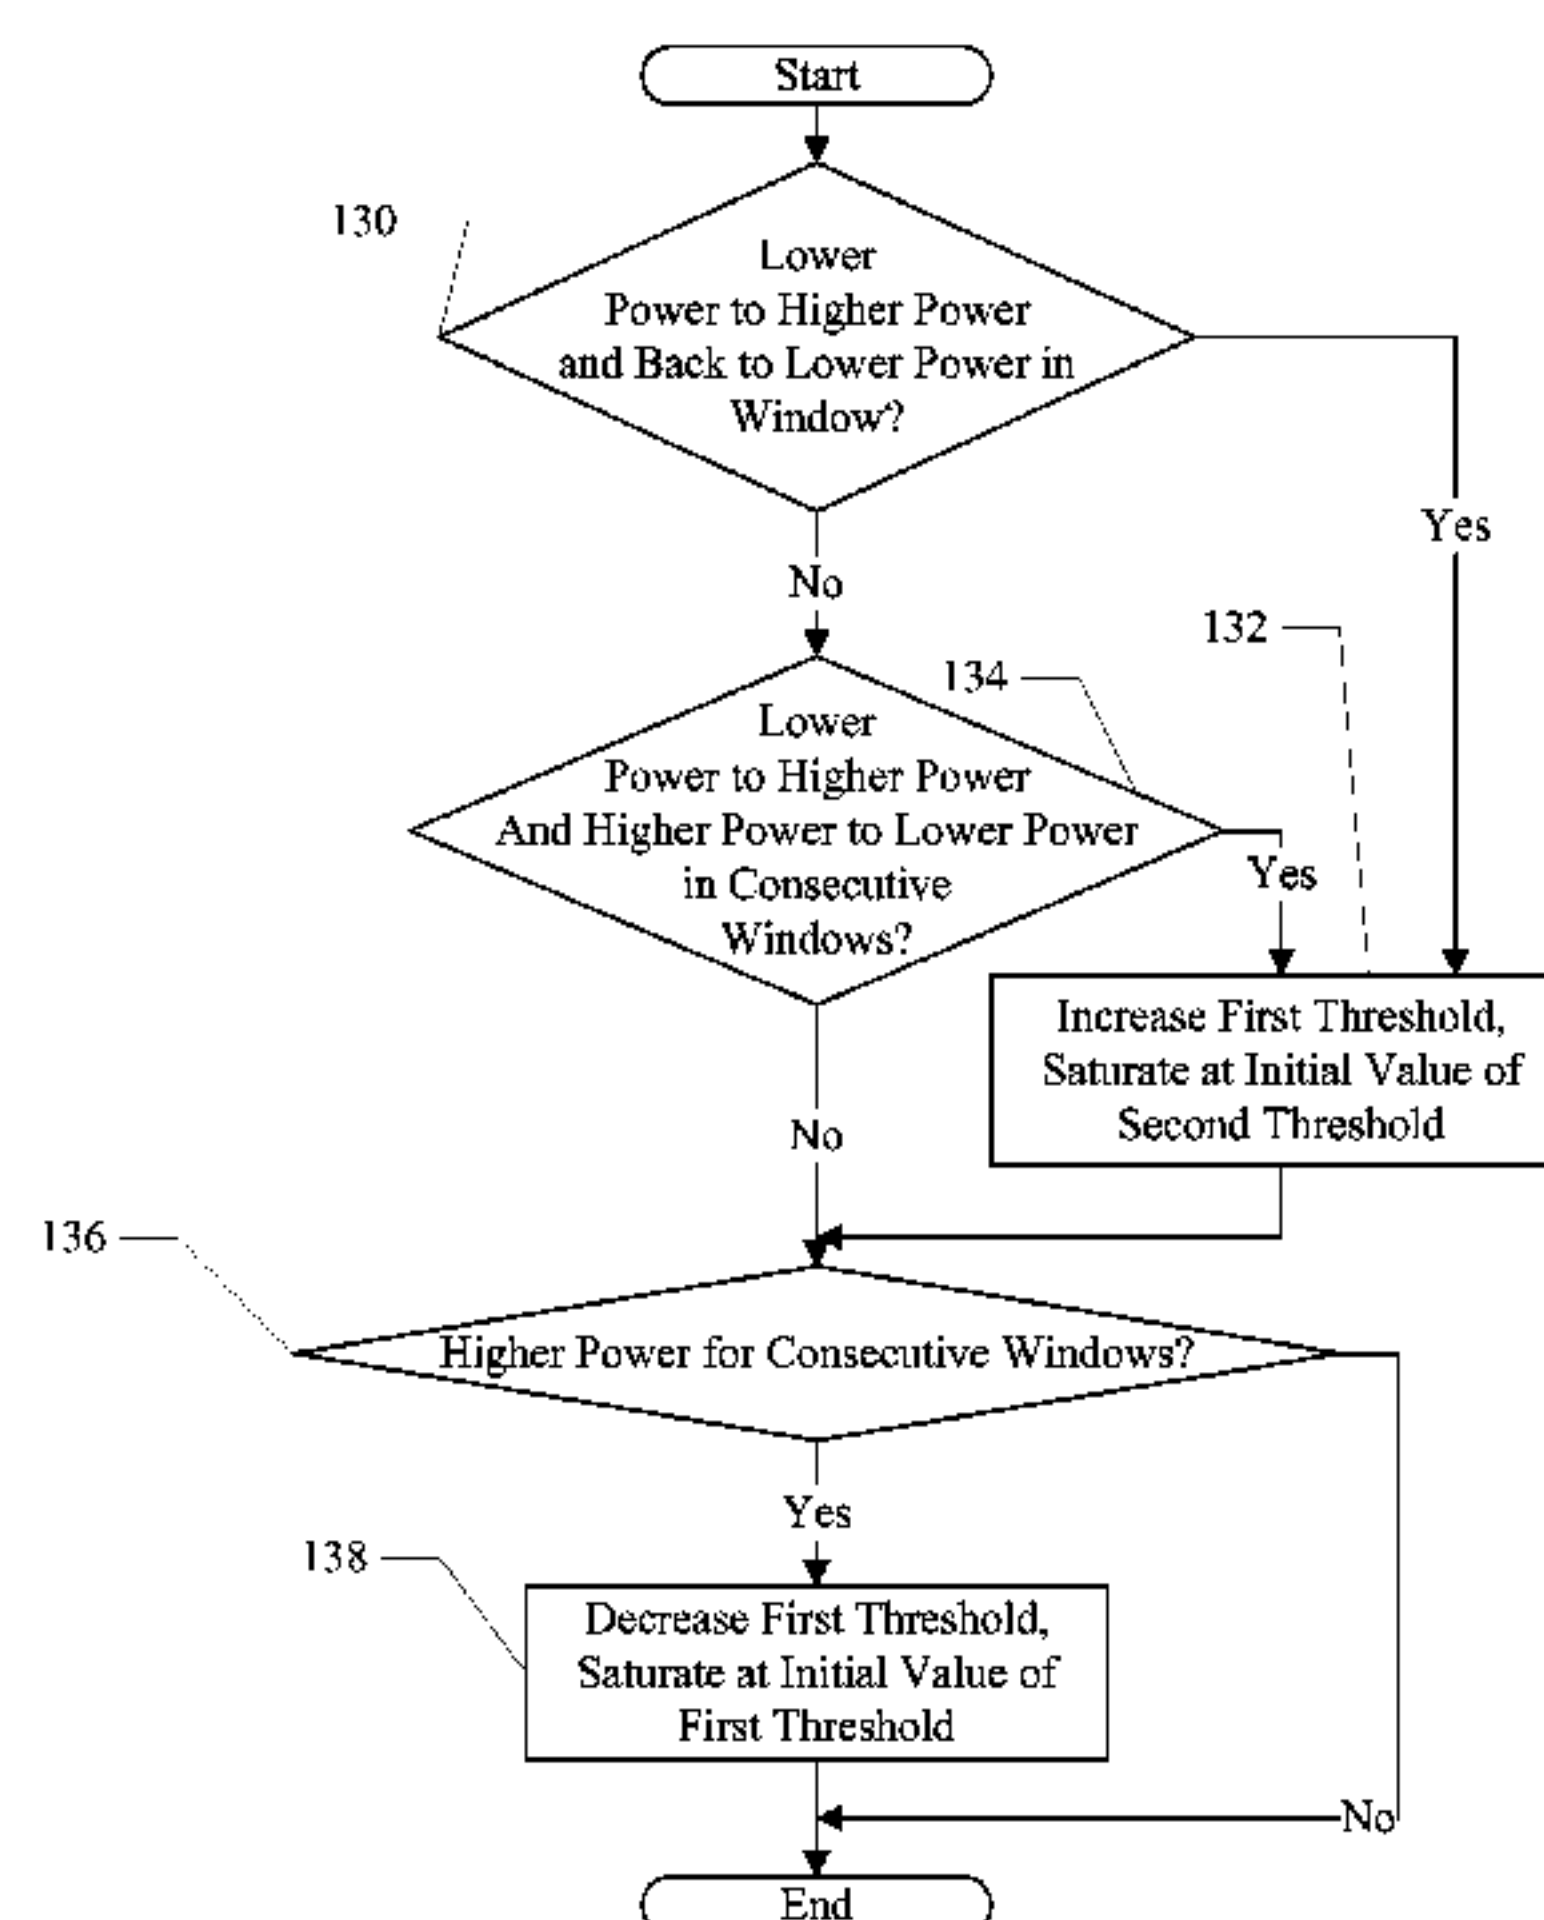 Start
130
Lower
Power to Higher Power
and Back to Lower Power in
Window?
Yes
No
132
134
Lower
Power to Higher Power
And Higher Power to Lower Power
in Consecutive
Windows?
Yes
Increase First Threshold,
Saturate at Initial Value of
Second Threshold
No
136
Higher Power for Consecutive Windows?
Yes
138
Decrease First Threshold,
Saturate at Initial Value of
First Threshold
No
End